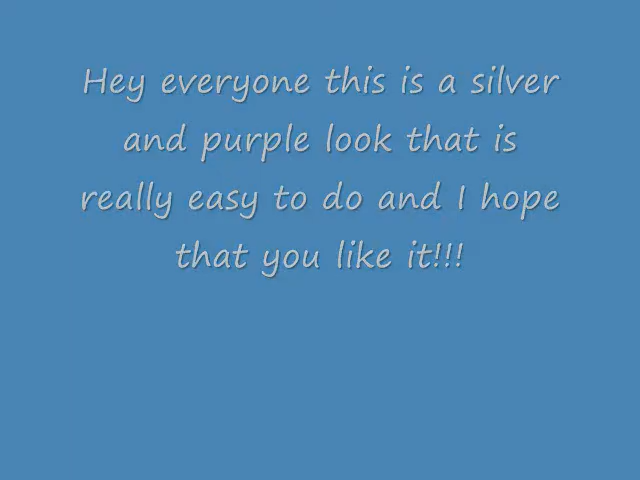 Hey everyone this is a silver
and purple look that is
really easy to do and I hope
that you like it!!!